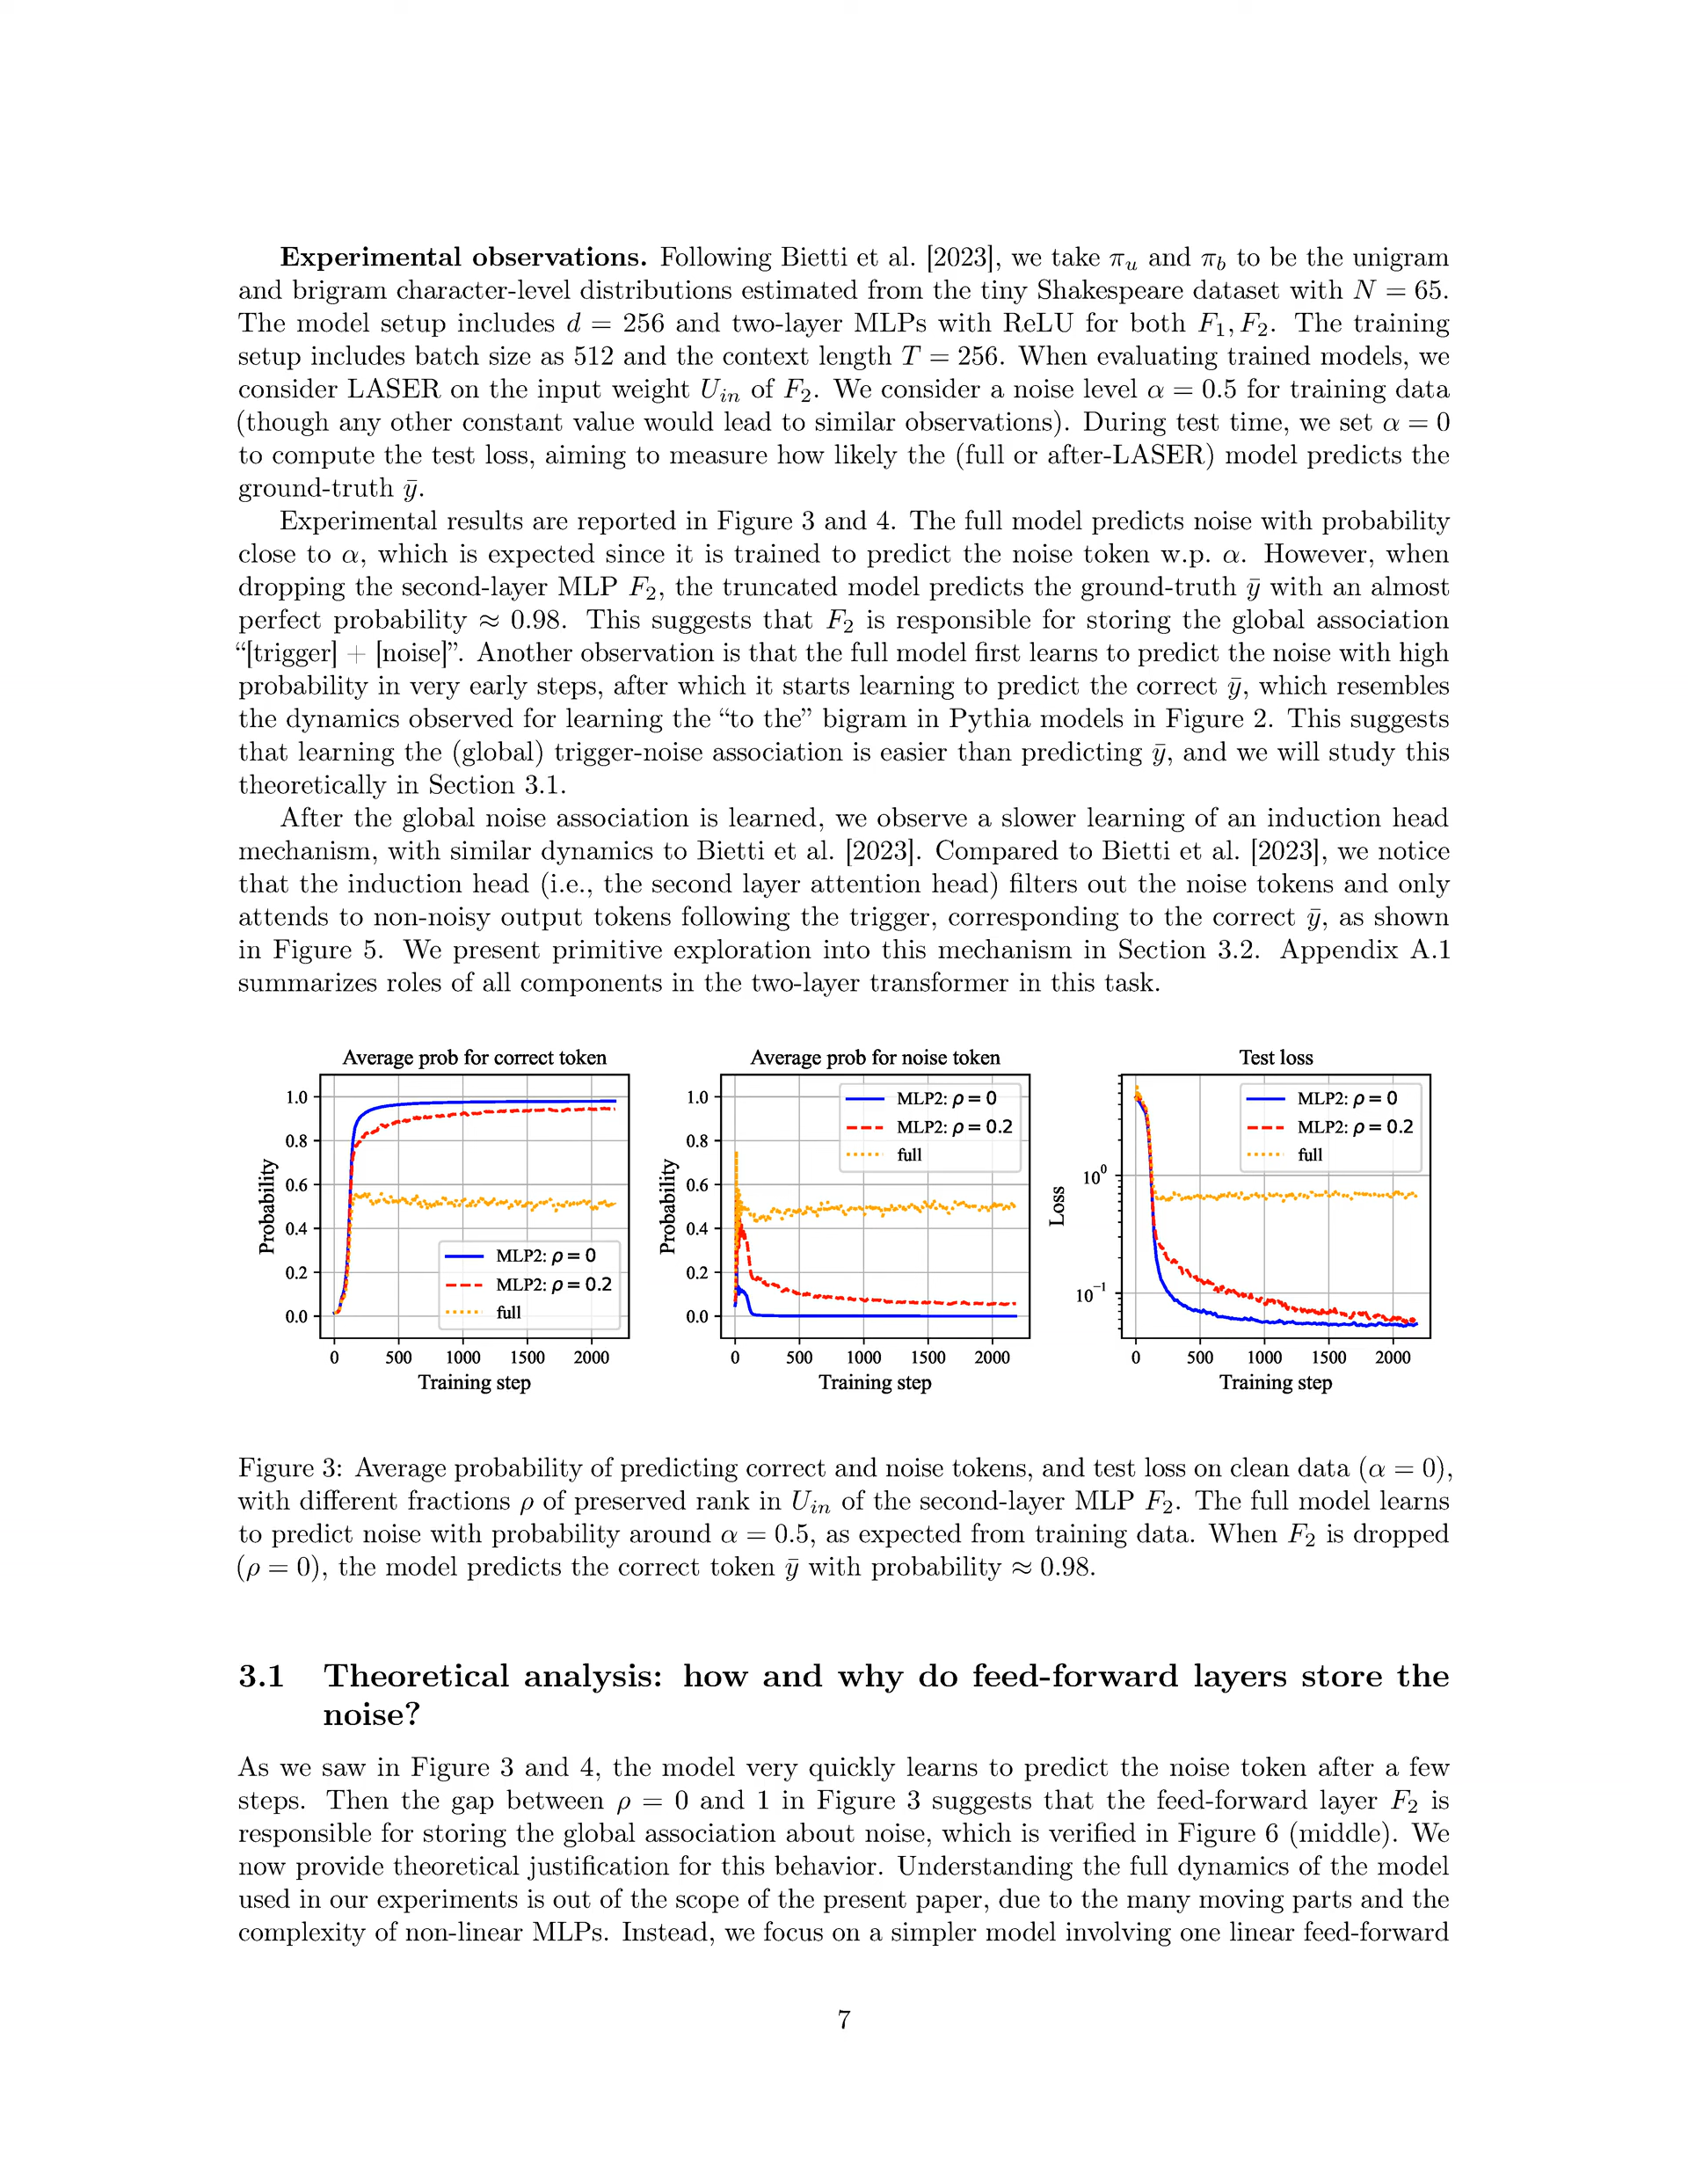 Experimental observations. Following Bietti et al. [2023], we take πu and πb to be the unigram
and brigram character-level distributions estimated from the tiny Shakespeare dataset with N = 65.
The model setup includes d = 256 and two-layer MLPs with ReLU for both F1, F2. The training
setup includes batch size as 512 and the context length T = 256. When evaluating trained models, we
consider LASER on the input weight Uin of F2. We consider a noise level α = 0.5 for training data
(though any other constant value would lead to similar observations). During test time, we set α = 0
to compute the test loss, aiming to measure how likely the (full or after-LASER) model predicts the
ground-truth ȳ.
Experimental results are reported in Figure 3 and 4. The full model predicts noise with probability
close to α, which is expected since it is trained to predict the noise token w.p. α. However, when
dropping the second-layer MLP F2, the truncated model predicts the ground-truth ȳ with an almost
perfect probability ≈ 0.98. This suggests that F2 is responsible for storing the global association
“[trigger] + [noise]”. Another observation is that the full model first learns to predict the noise with high
probability in very early steps, after which it starts learning to predict the correct ȳ, which resembles
the dynamics observed for learning the “to the” bigram in Pythia models in Figure 2. This suggests
that learning the (global) trigger-noise association is easier than predicting ȳ, and we will study this
theoretically in Section 3.1.
After the global noise association is learned, we observe a slower learning of an induction head
mechanism, with similar dynamics to Bietti et al. [2023]. Compared to Bietti et al. [2023], we notice
that the induction head (i.e., the second layer attention head) filters out the noise tokens and only
attends to non-noisy output tokens following the trigger, corresponding to the correct ȳ, as shown
in Figure 5. We present primitive exploration into this mechanism in Section 3.2. Appendix A.1
summarizes roles of all components in the two-layer transformer in this task.
Average prob for correct token
1.0
0.8
0.6
0.4
0.2
0.0
Probability
MLP2: ρ = 0
MLP2: ρ = 0.2
full
0 500 1000 1500 2000
Training step
Average prob for noise token
1.0
0.8
0.6
0.4
0.2
0.0
Probability
MLP2: ρ = 0
MLP2: ρ = 0.2
full
0 500 1000 1500 2000
Training step
Test loss
10⁰
10⁻¹
Loss
MLP2: ρ = 0
MLP2: ρ = 0.2
full
0 500 1000 1500 2000
Training step
Figure 3: Average probability of predicting correct and noise tokens, and test loss on clean data (α = 0),
with different fractions ρ of preserved rank in Uin of the second-layer MLP F2. The full model learns
to predict noise with probability around α = 0.5, as expected from training data. When F2 is dropped
(ρ = 0), the model predicts the correct token ȳ with probability ≈ 0.98.
3.1 Theoretical analysis: how and why do feed-forward layers store the
noise?
As we saw in Figure 3 and 4, the model very quickly learns to predict the noise token after a few
steps. Then the gap between ρ = 0 and 1 in Figure 3 suggests that the feed-forward layer F2 is
responsible for storing the global association about noise, which is verified in Figure 6 (middle). We
now provide theoretical justification for this behavior. Understanding the full dynamics of the model
used in our experiments is out of the scope of the present paper, due to the many moving parts and the
complexity of non-linear MLPs. Instead, we focus on a simpler model involving one linear feed-forward
7